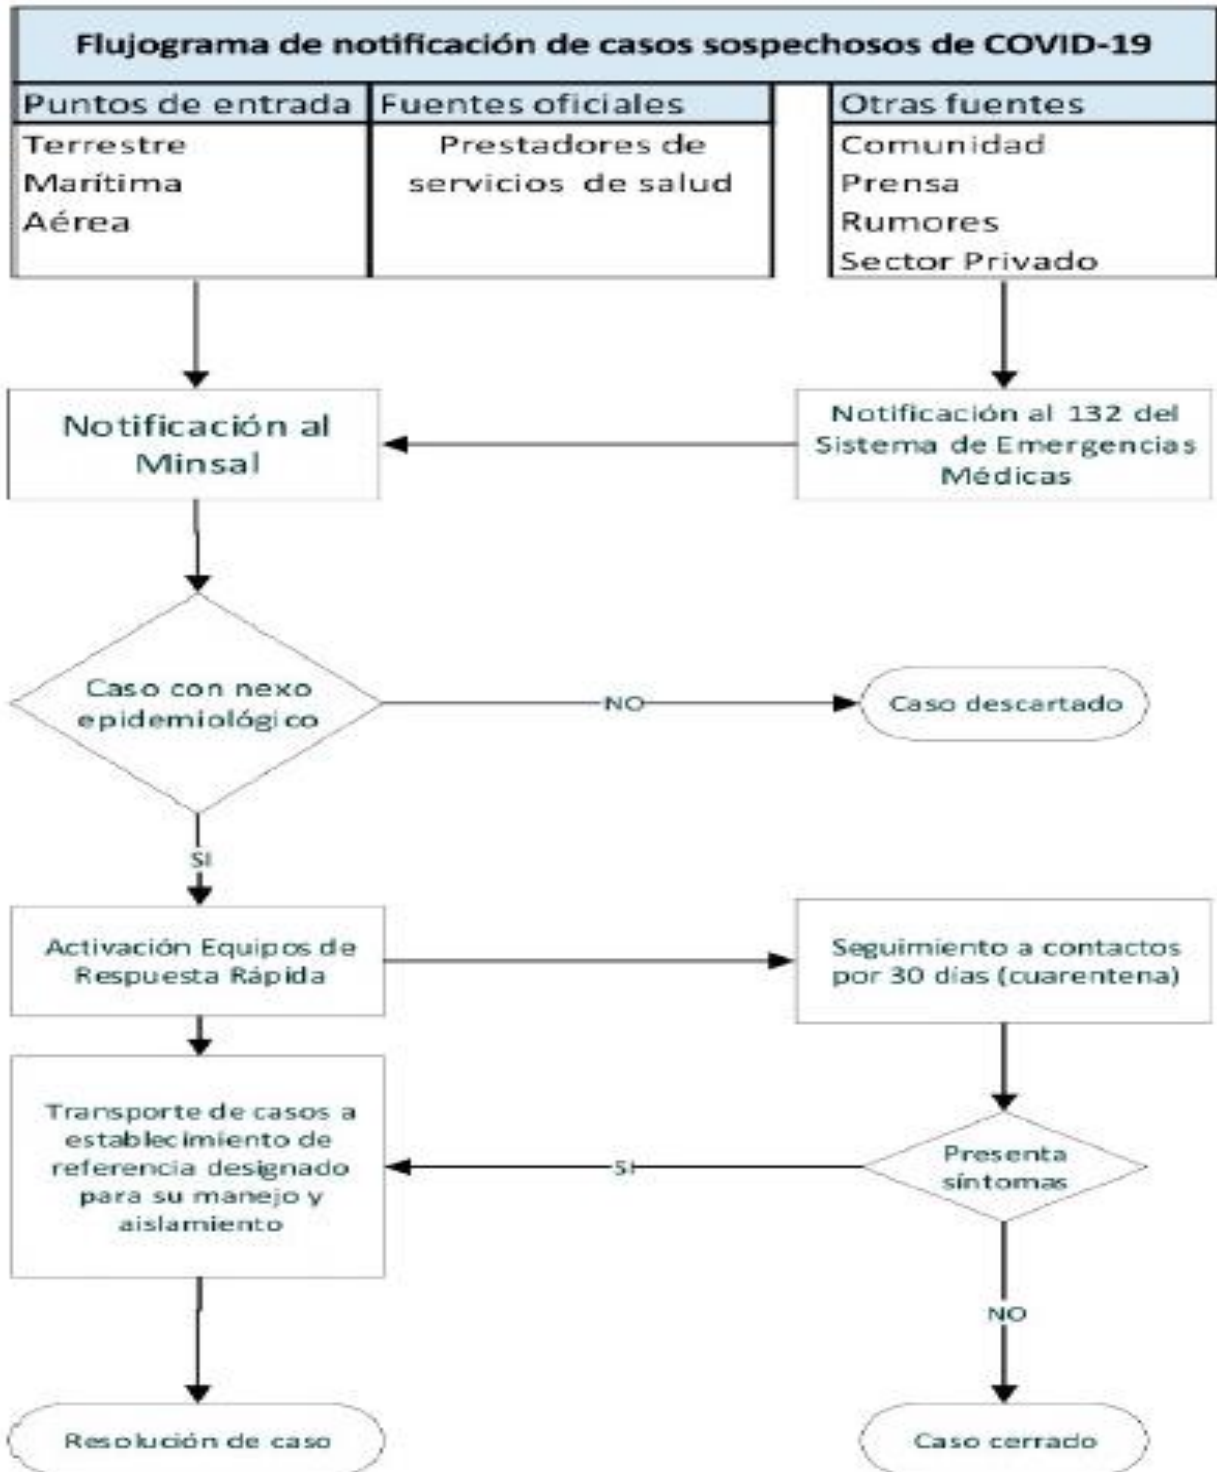 Flujograma de notificación de casos sospechosos de COVID-19
Puntos de entrada
Terrestre
Marítima
Aérea
Fuentes oficiales
Prestadores de
servicios de salud
Otras fuentes
Comunidad
Prensa
Rumores
Sector Privado
Notificación al
Minsal
Notificación al 132 del
Sistema de Emergencias
Médicas
Caso con nexo
epidemiológico
NO
Caso descartado
SI
Activación Equipos de
Respuesta Rápida
Seguimiento a contactos
por 30 días (cuarentena)
Transporte de casos a
establecimiento de
referencia designado
para su manejo y
aislamiento
SI
Presenta
síntomas
NO
Resolución de caso
Caso cerrado